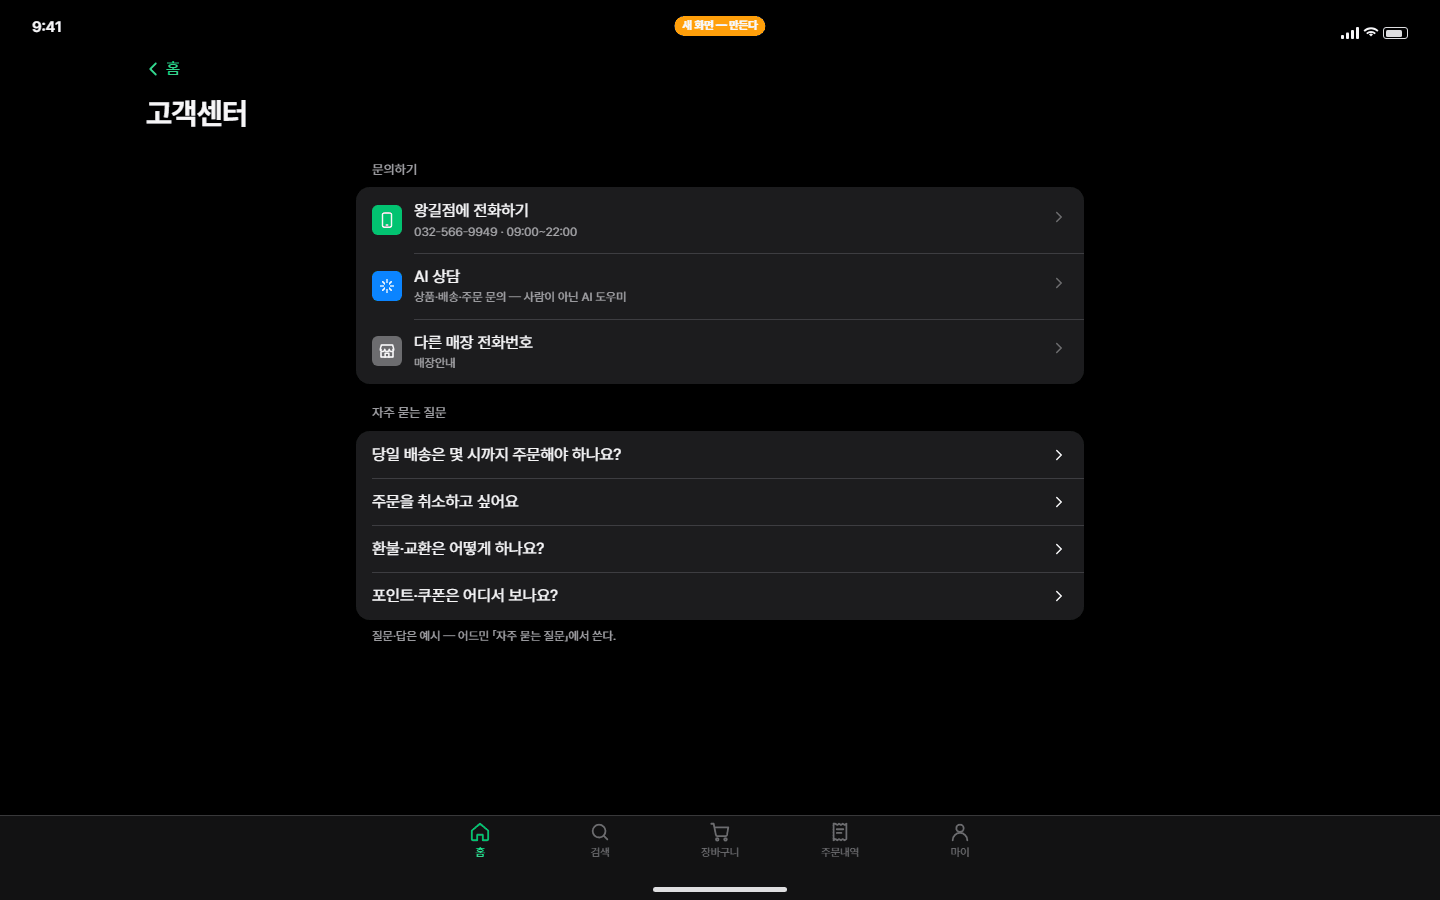 9:41
새 화면 — 만든다
홈
고객센터
문의하기
왕길점에 전화하기
032-566-9949 · 09:00~22:00
AI 상담
상품·배송·주문 문의 — 사람이 아닌 AI 도우미
다른 매장 전화번호
매장안내
자주 묻는 질문
당일 배송은 몇 시까지 주문해야 하나요?
주문을 취소하고 싶어요
환불·교환은 어떻게 하나요?
포인트·쿠폰은 어디서 보나요?
질문·답은 예시 — 어드민 「자주 묻는 질문」에서 쓴다.
홈
검색
장바구니
주문내역
마이